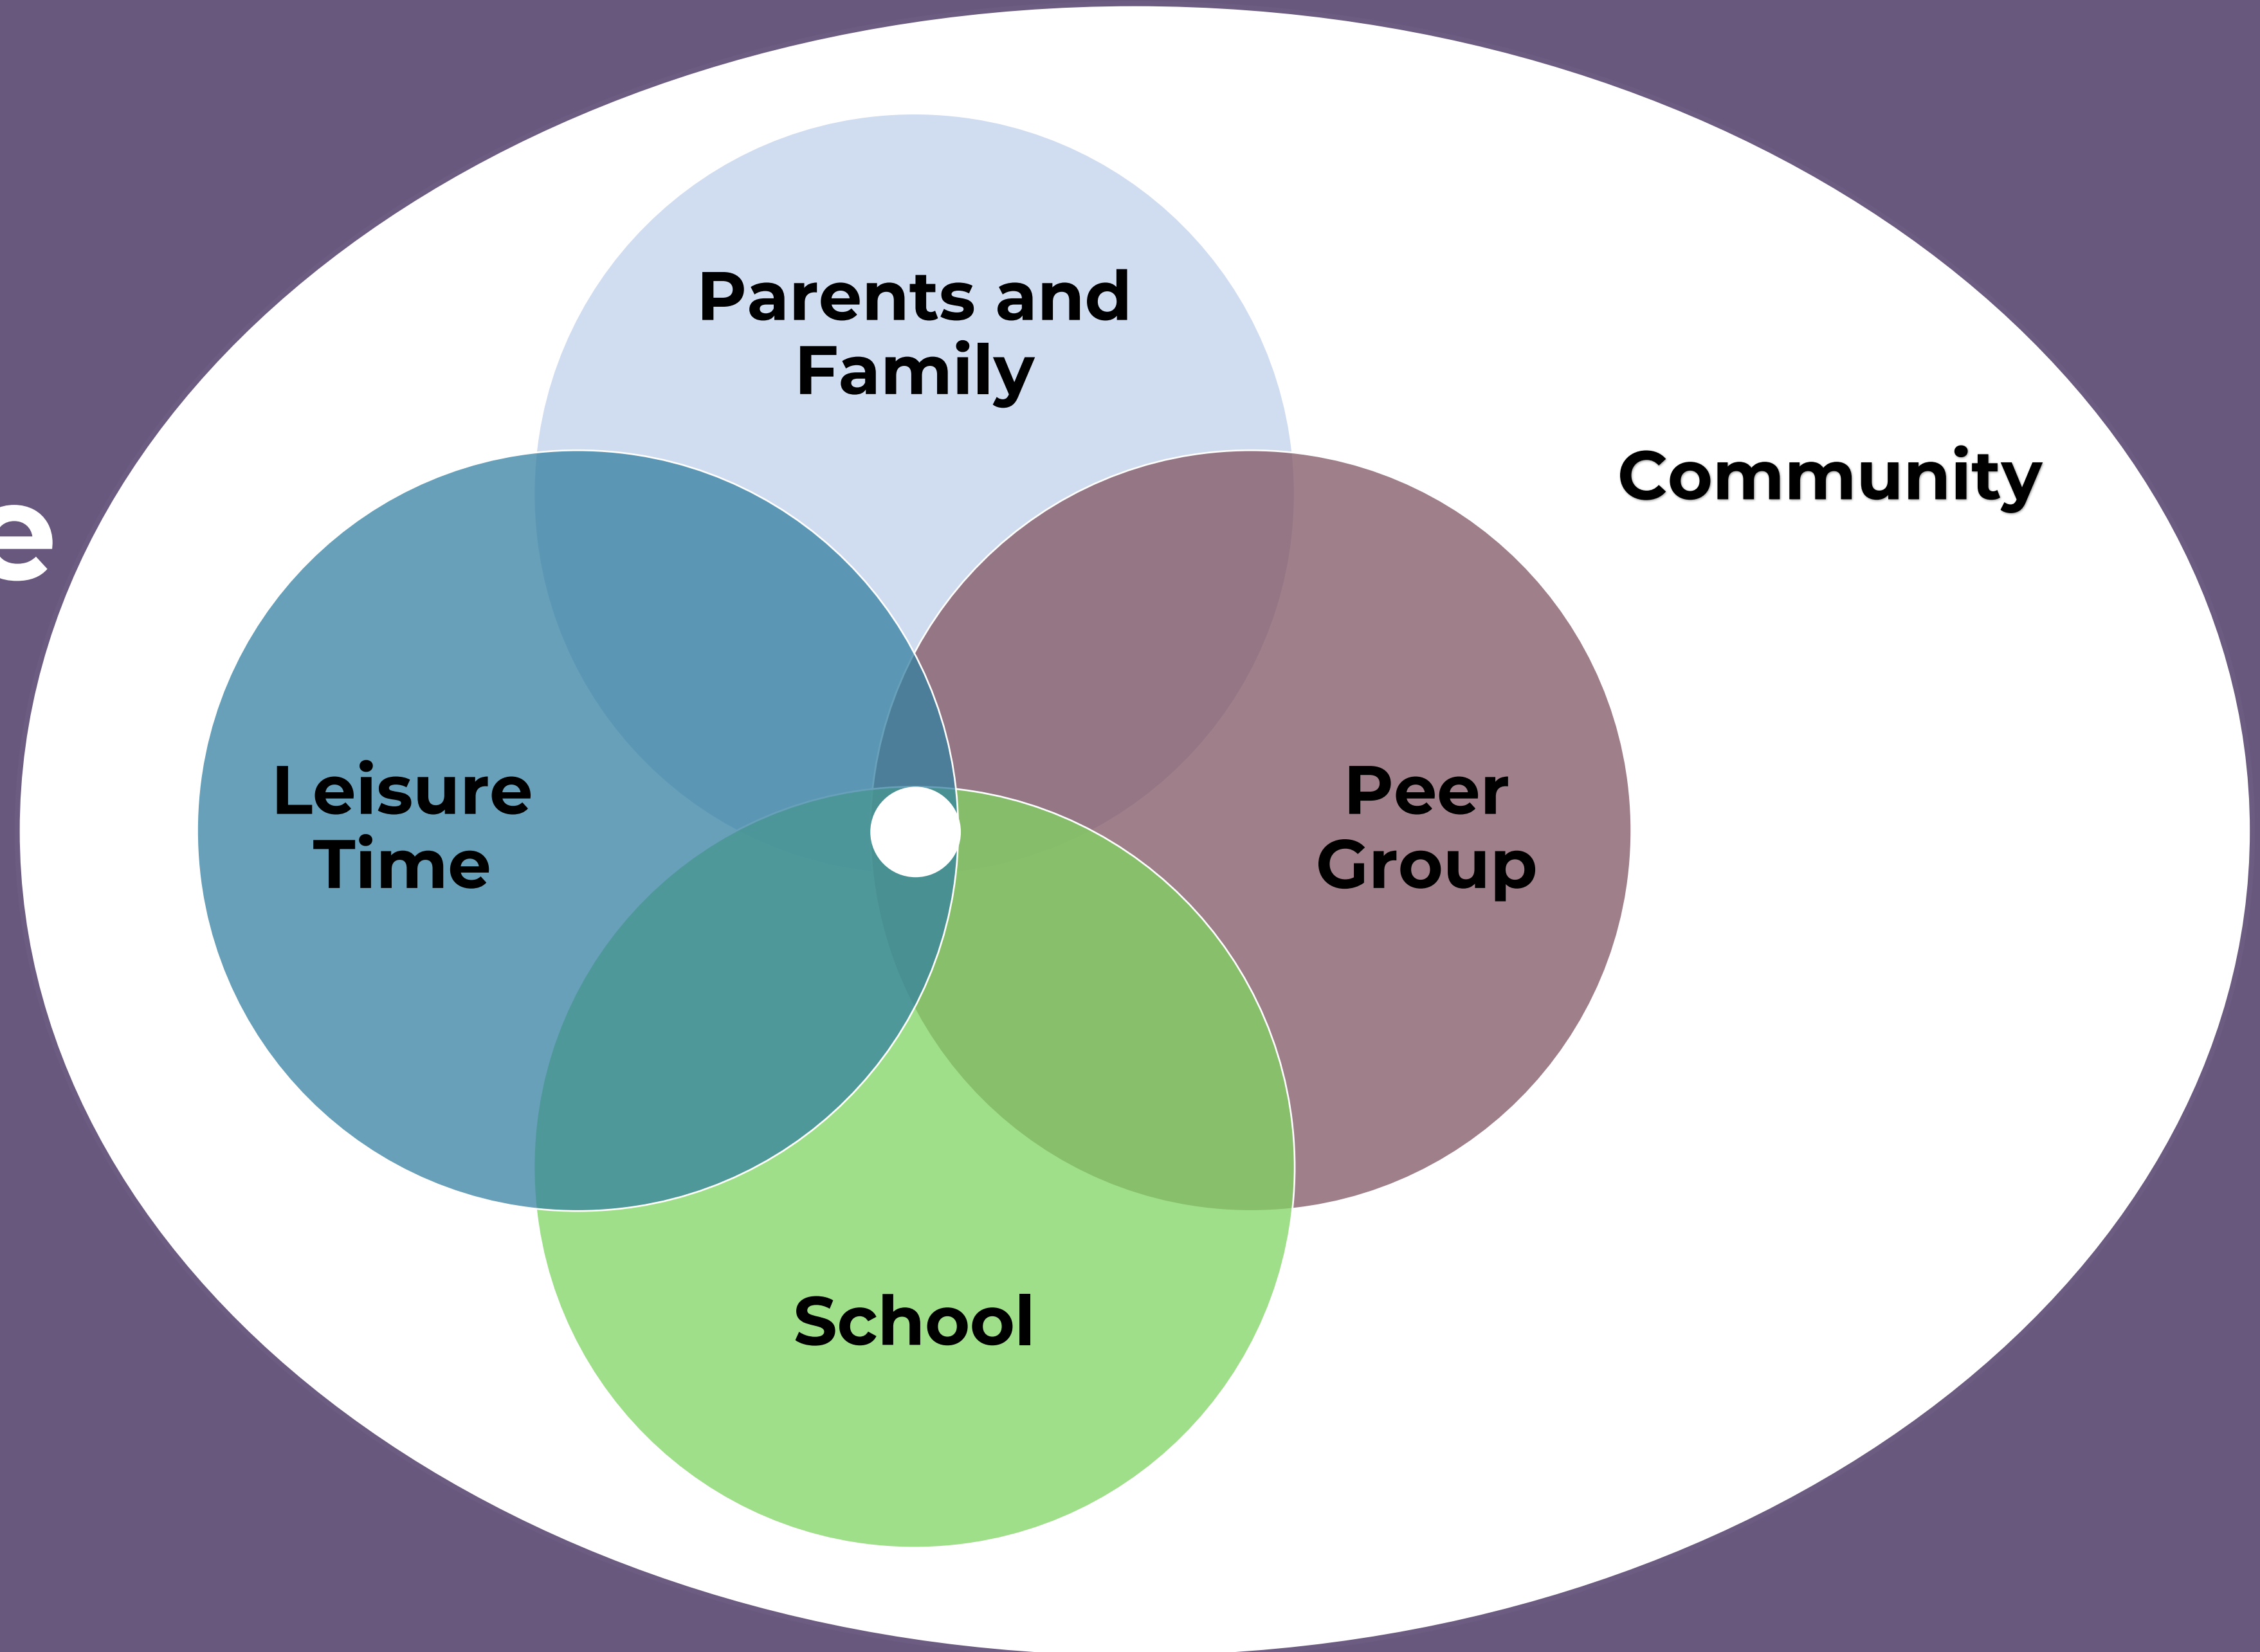 Parents and
Family
Community
e
Leisure
Time
Peer
Group
School